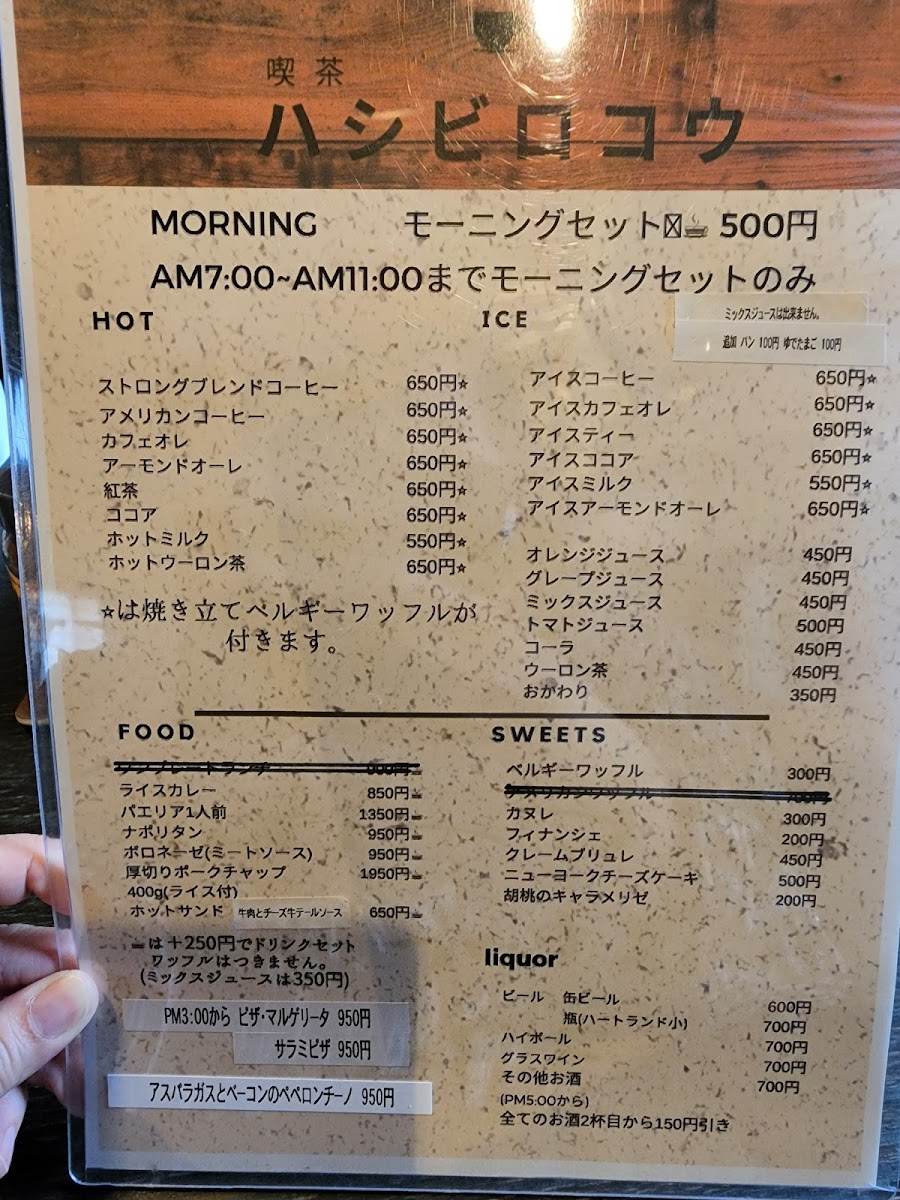 喫茶
ハシビロコウ
MORNING モーニングセット 500円
AM7:00~AM11:00までモーニングセットのみ
ミックスジュースは出来ません。
追加 パン 100円 ゆでたまご 100円
HOT
ストロングブレンドコーヒー 650円☆
アメリカンコーヒー 650円☆
カフェオレ 650円☆
アーモンドオーレ 650円☆
紅茶 650円☆
ココア 650円☆
ホットミルク 550円☆
ホットウーロン茶 650円☆
☆は焼き立てベルギーワッフルが
付きます。
ICE
アイスコーヒー 650円☆
アイスカフェオレ 650円☆
アイスティー 650円☆
アイスココア 650円☆
アイスミルク 550円☆
アイスアーモンドオーレ 650円☆
オレンジジュース 450円
グレープジュース 450円
ミックスジュース 450円
トマトジュース 500円
コーラ 450円
ウーロン茶 450円
おかわり 350円
FOOD
ワンプレートランチ 900円
ライスカレー 850円
パエリア1人前 1350円
ナポリタン 950円
ボロネーゼ(ミートソース) 950円
厚切りポークチャップ 1950円
400g(ライス付)
ホットサンド 牛肉とチーズ牛テールソース 650円
は+250円でドリンクセット
ワッフルはつきません。
(ミックスジュースは350円)
PM3:00から ピザ・マルゲリータ 950円
サラミピザ 950円
アスパラガスとベーコンのペペロンチーノ 950円
SWEETS
ベルギーワッフル 300円
アメリカンワッフル 700円
カヌレ 300円
フィナンシェ 200円
クレームブリュレ 450円
ニューヨークチーズケーキ 500円
胡桃のキャラメリゼ 200円
liquor
ビール 缶ビール 600円
瓶(ハートランド小) 700円
ハイボール 700円
グラスワイン 700円
その他お酒 700円
(PM5:00から)
全てのお酒2杯目から150円引き